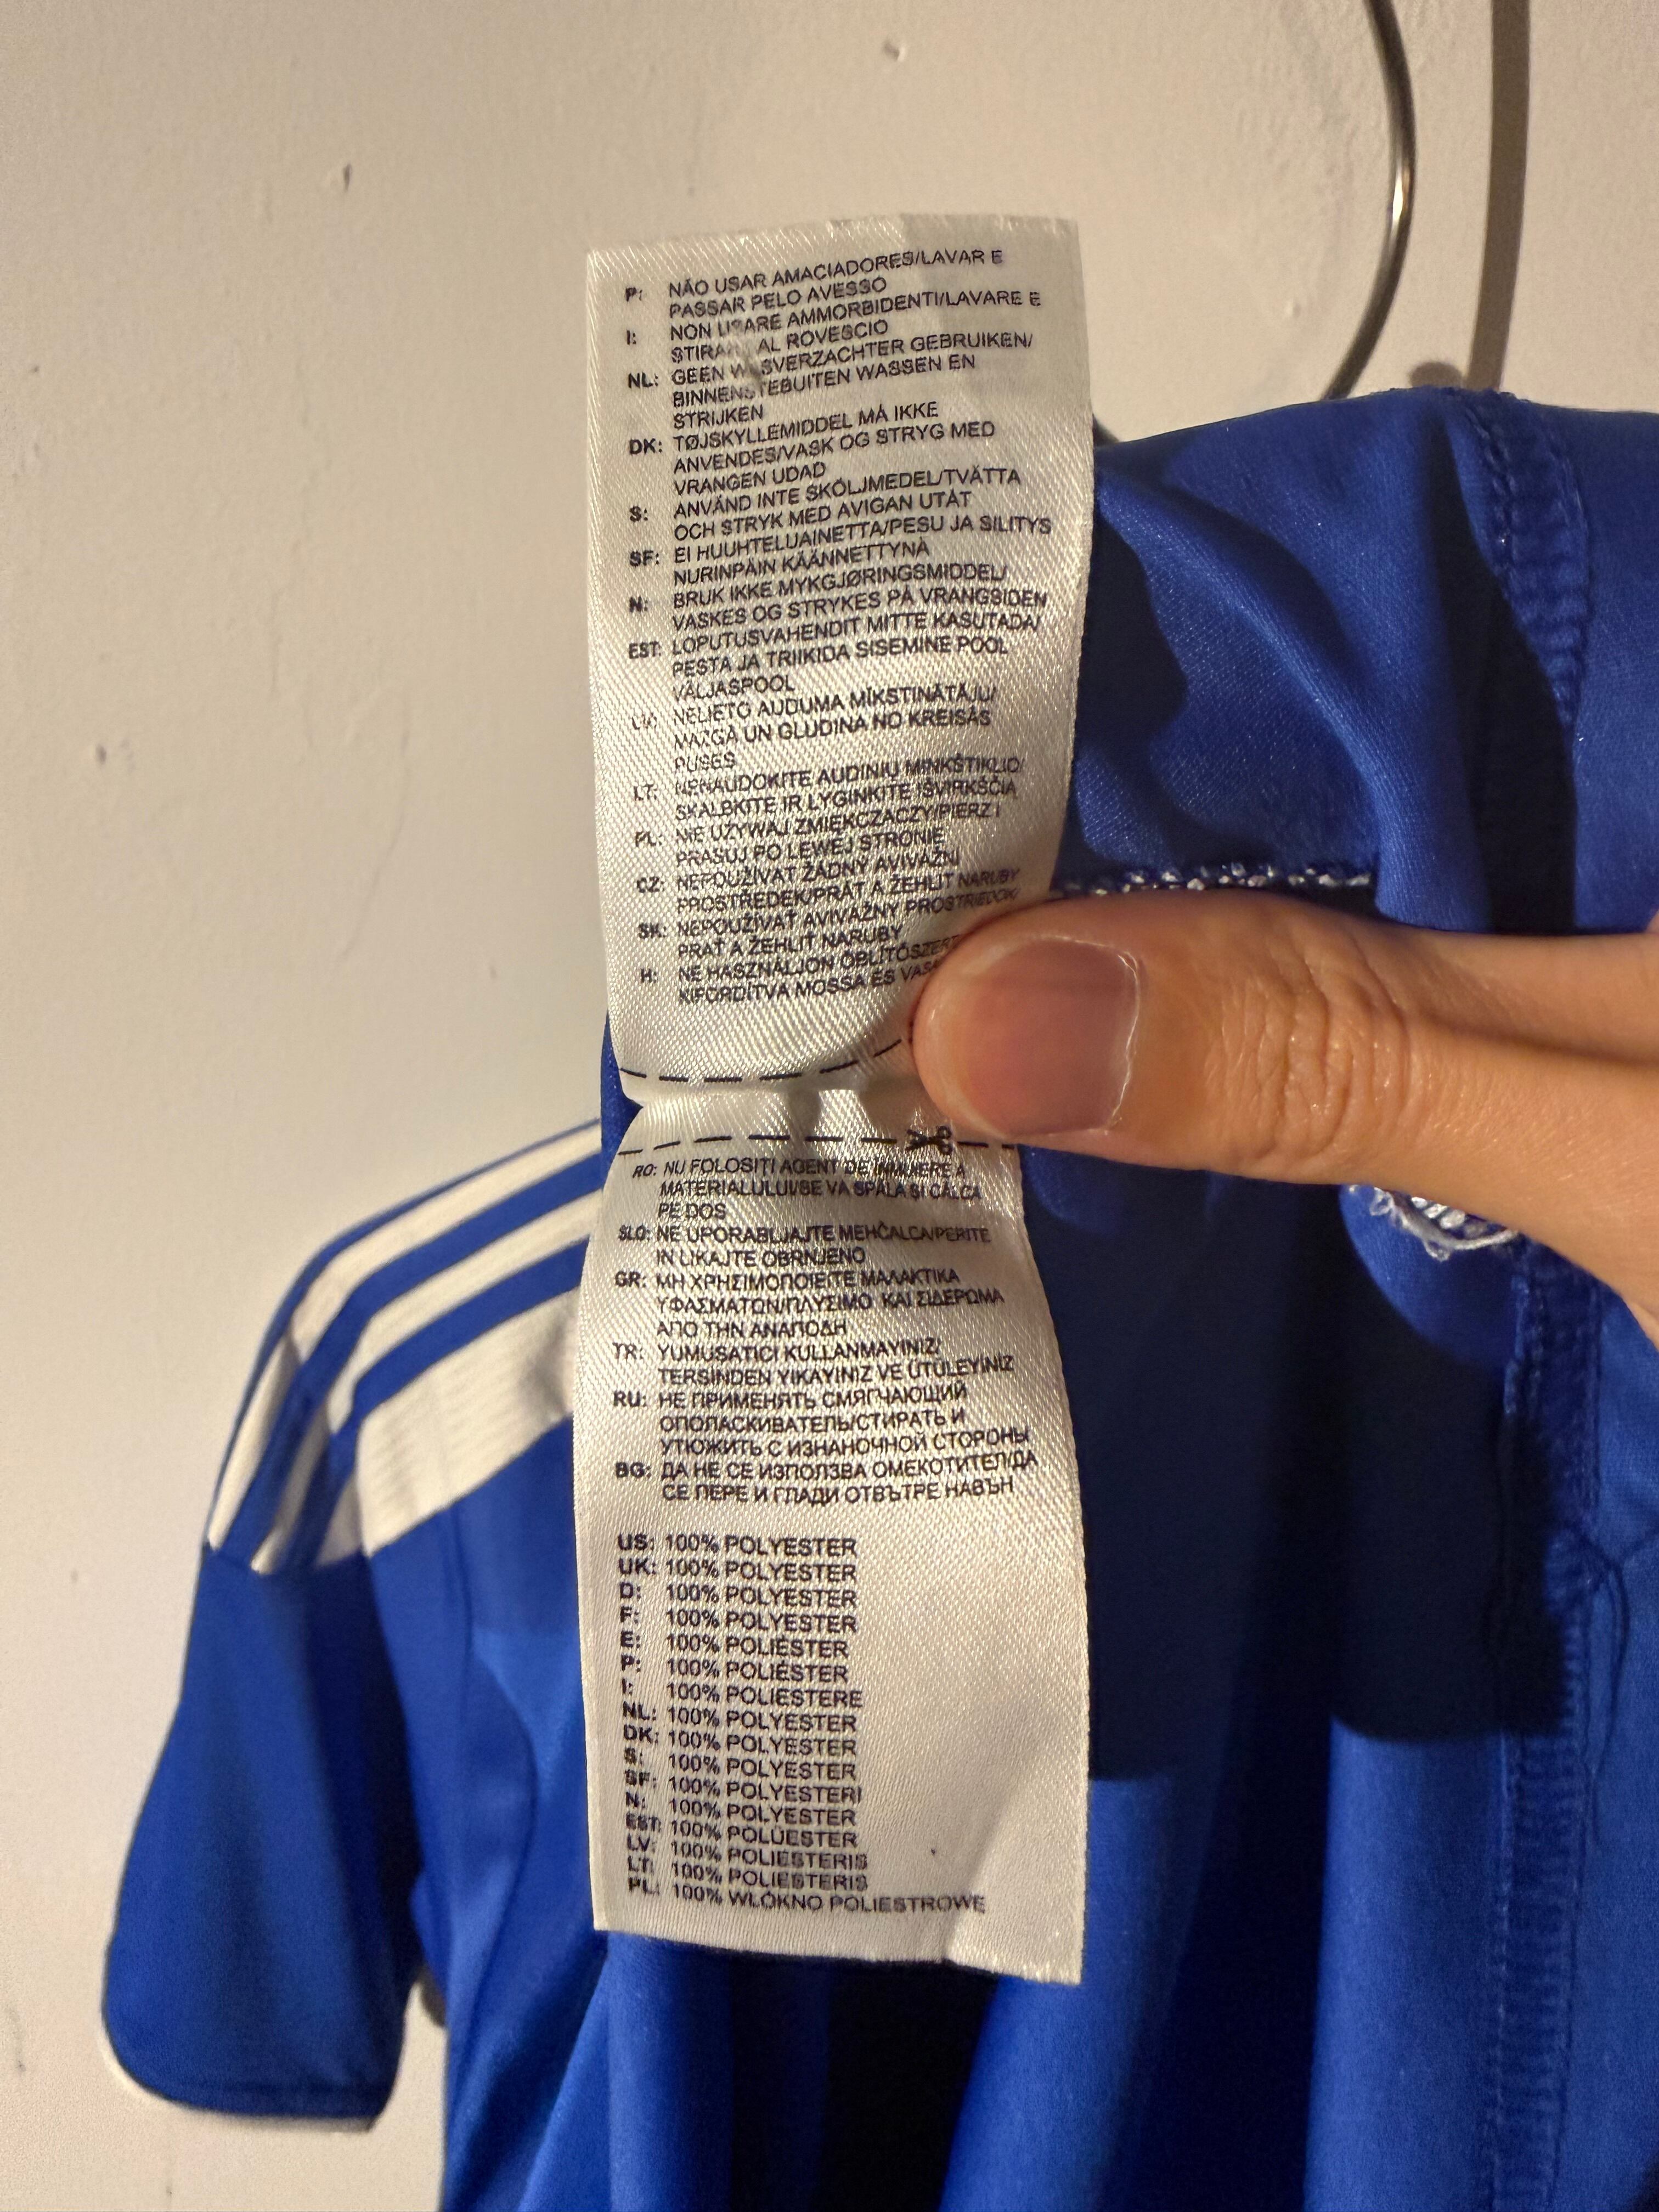 P: NÃO USAR AMACIADORES/LAVAR E
PASSAR PELO AVESSO
I: NON USARE AMMORBIDENTI/LAVARE E
AL ROVESCIO
NL: GEEN WASVERZACHTER GEBRUIKEN/
BINNENSTEBUITEN WASSEN EN
STRIJKEN
DK: TØJSKYLLEMIDDEL MÅ IKKE
ANVENDES/VASK OG STRYG MED
VRANGEN UDAD
S: ANVÄND INTE SKÖLJMEDEL/TVÄTTA
OCH STRYK MED AVIGAN UTÅT
SF: EI HUUHTELUAINETTA/PESU JA SILITYS
NURINPÄIN KÄÄNNETTYNÄ
N: BRUK IKKE MYKGJØRINGSMIDDEL/
VASKES OG STRYKES PÅ VRANGSIDEN
EST: LOPUTUSVAHENDIT MITTE KASUTADA/
PESTA JA TRIIKIDA SISEMINE POOL
VÄLJASPOOL
NELIETO AUDUMA MĪKSTINĀTĀJU/
MAZGĀ UN GLUDINA NO KREISĀS
PUSES
LT: NENAUDOKITE AUDINIŲ MINKŠTIKLIO/
SKALBKITE IR LYGINKITE IŠVIRKŠČIĄ
PL: NIE UŻYWAJ ZMIĘKCZACZY/PIERZ I
PRASUJ PO LEWEJ STRONIE
CZ: NEPOUŽÍVAT ŽÁDNÝ AVIVÁŽNÍ
PROSTŘEDEK/PRÁT A ŽEHLIT NARUBY
SK: NEPOUŽÍVAŤ AVIVÁŽNY PROSTRIEDOK/
PRAŤ A ŽEHLIŤ NARUBY
H: NE HASZNÁLJON
KIFORDÍTVA MOSSA ÉS
RO: NU FOLOSIŢI AGENT DE ÎNMUIERE A
MATERIALULUI/SE VA SPĂLA ŞI CĂLCA
PE DOS
SLO: NE UPORABLJAJTE MEHČALCA/PERITE
IN LIKAJTE OBRNJENO
GR: ΜΗ ΧΡΗΣΙΜΟΠΟΙΕΙΤΕ ΜΑΛΑΚΤΙΚΑ
ΥΦΑΣΜΑΤΩΝ/ΠΛΥΣΙΜΟ ΚΑΙ ΣΙΔΕΡΩΜΑ
ΑΠΟ ΤΗΝ ΑΝΑΠΟΔΗ
TR: YUMUŞATICI KULLANMAYINIZ/
TERSİNDEN YIKAYINIZ VE ÜTÜLEYİNİZ
RU: НЕ ПРИМЕНЯТЬ СМЯГЧАЮЩИЙ
ОПОЛАСКИВАТЕЛЬ/СТИРАТЬ И
УТЮЖИТЬ С ИЗНАНОЧНОЙ СТОРОНЫ
BG: ДА НЕ СЕ ИЗПОЛЗВА ОМЕКОТИТЕЛ/ДА
СЕ ПЕРЕ И ГЛАДИ ОТВЪТРЕ НАВЪН
US: 100% POLYESTER
UK: 100% POLYESTER
D: 100% POLYESTER
F: 100% POLYESTER
E: 100% POLIÉSTER
P: 100% POLIÉSTER
I: 100% POLIESTERE
NL: 100% POLYESTER
DK: 100% POLYESTER
S: 100% POLYESTER
SF: 100% POLYESTERI
N: 100% POLYESTER
EST: 100% POLÜESTER
LV: 100% POLIESTERIS
LT: 100% POLIESTERIS
PL: 100% WŁÓKNO POLIESTROWE